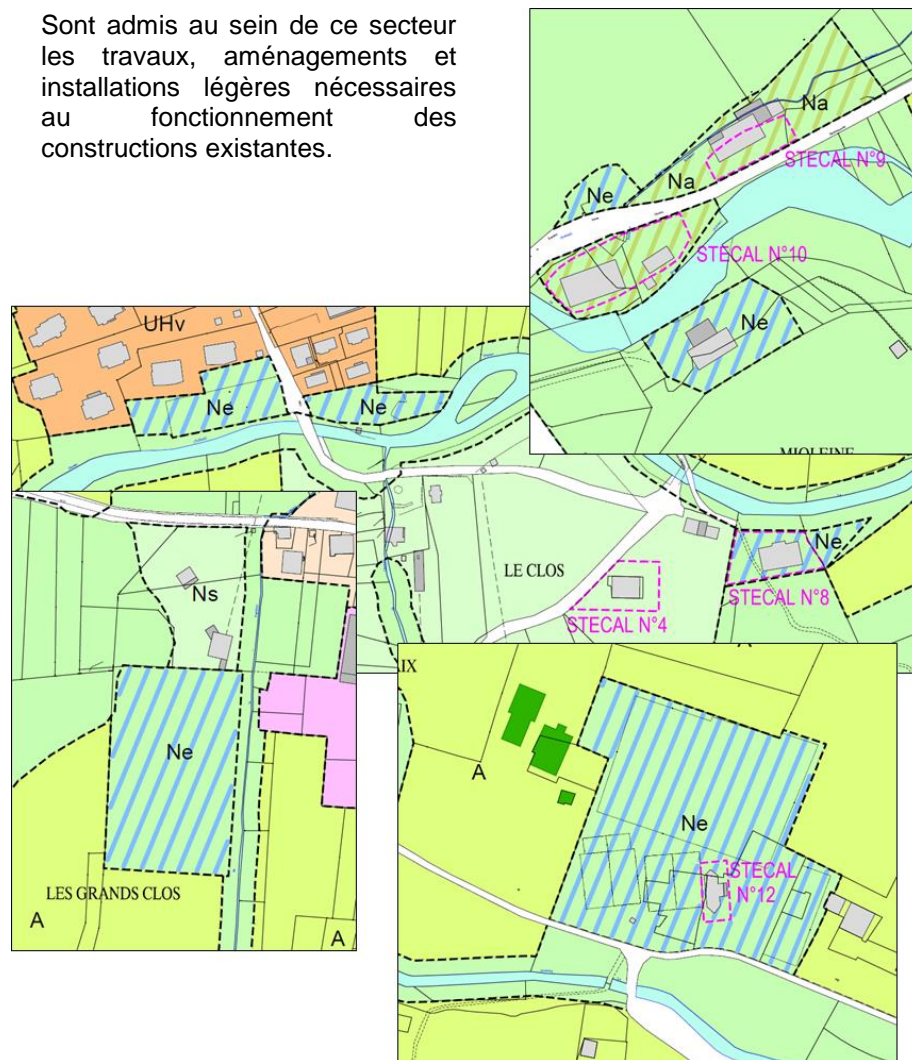 Sont admis au sein de ce secteur
les travaux, aménagements et
installations légères nécessaires
au fonctionnement des
constructions existantes.
Na
STECAL N°9
Na
Ne
STECAL N°10
Ne
MIOLEINE
UHv
Ne
Ne
Ne
LE CLOS
STECAL N°8
STECAL N°4
Ns
Ne
LES GRANDS CLOS
A
A
AIX
A
Ne
STECAL
N°12